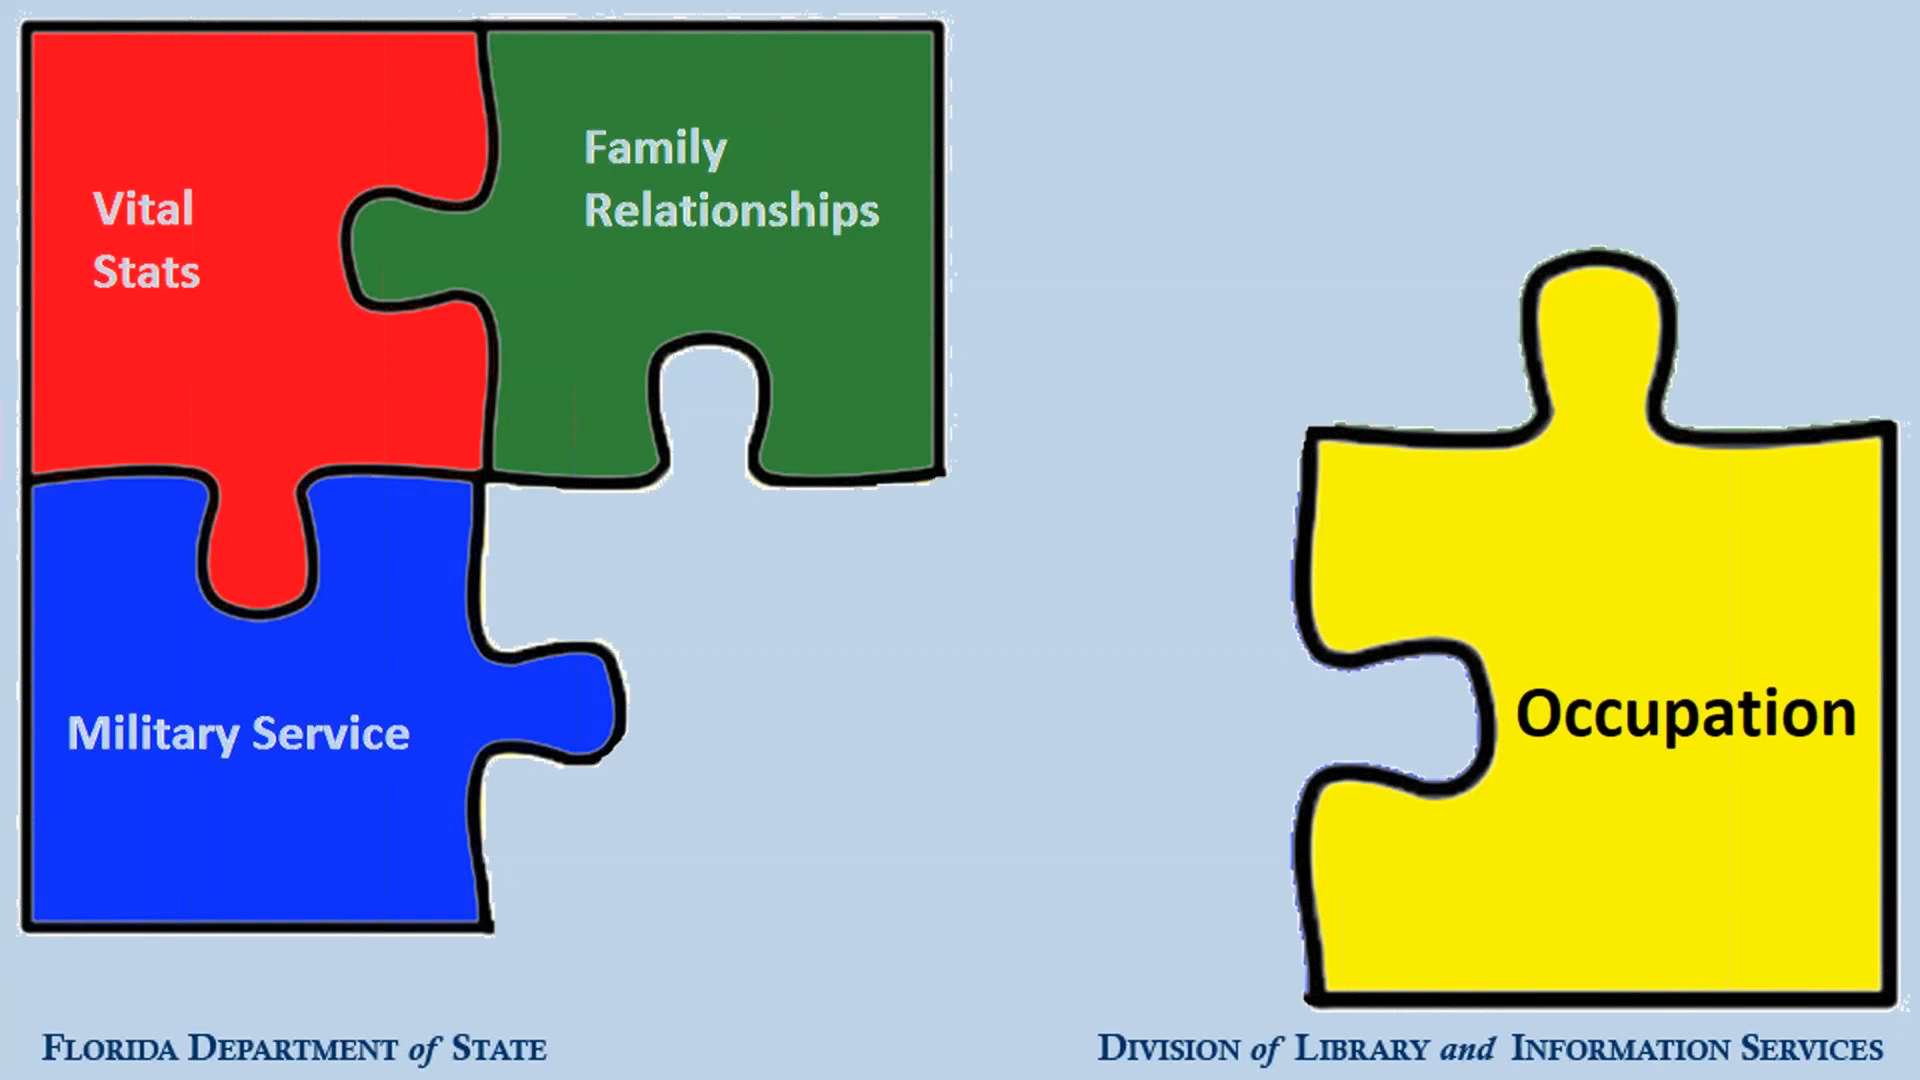 Vital
Stats
Family
Relationships
Military Service
Occupation
FLORIDA DEPARTMENT of STATE
DIVISION of LIBRARY and INFORMATION SERVICES